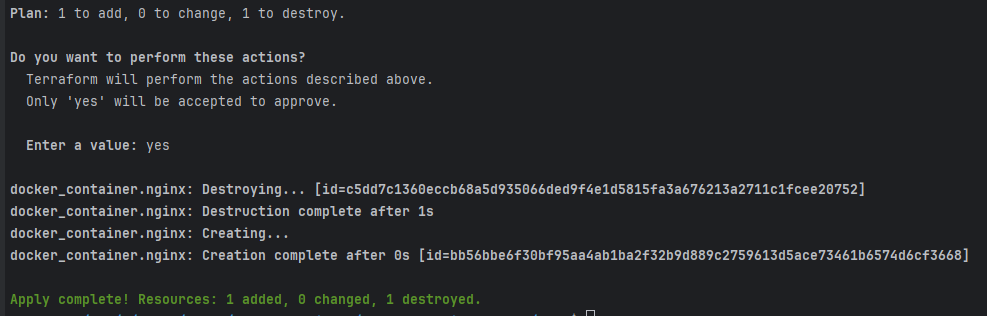 Plan: 1 to add, 0 to change, 1 to destroy.
Do you want to perform these actions?
Terraform will perform the actions described above.
Only 'yes' will be accepted to approve.
Enter a value: yes
docker_container.nginx: Destroying... [id=c5dd7c1360eccb68a5d935066ded9f4e1d5815fa3a676213a2711c1fcee20752]
docker_container.nginx: Destruction complete after 1s
docker_container.nginx: Creating...
docker_container.nginx: Creation complete after 0s [id=bb56bbe6f30bf95aa4ab1ba2f32b9d889c2759613d5ace73461b6574d6cf3668]
Apply complete! Resources: 1 added, 0 changed, 1 destroyed.